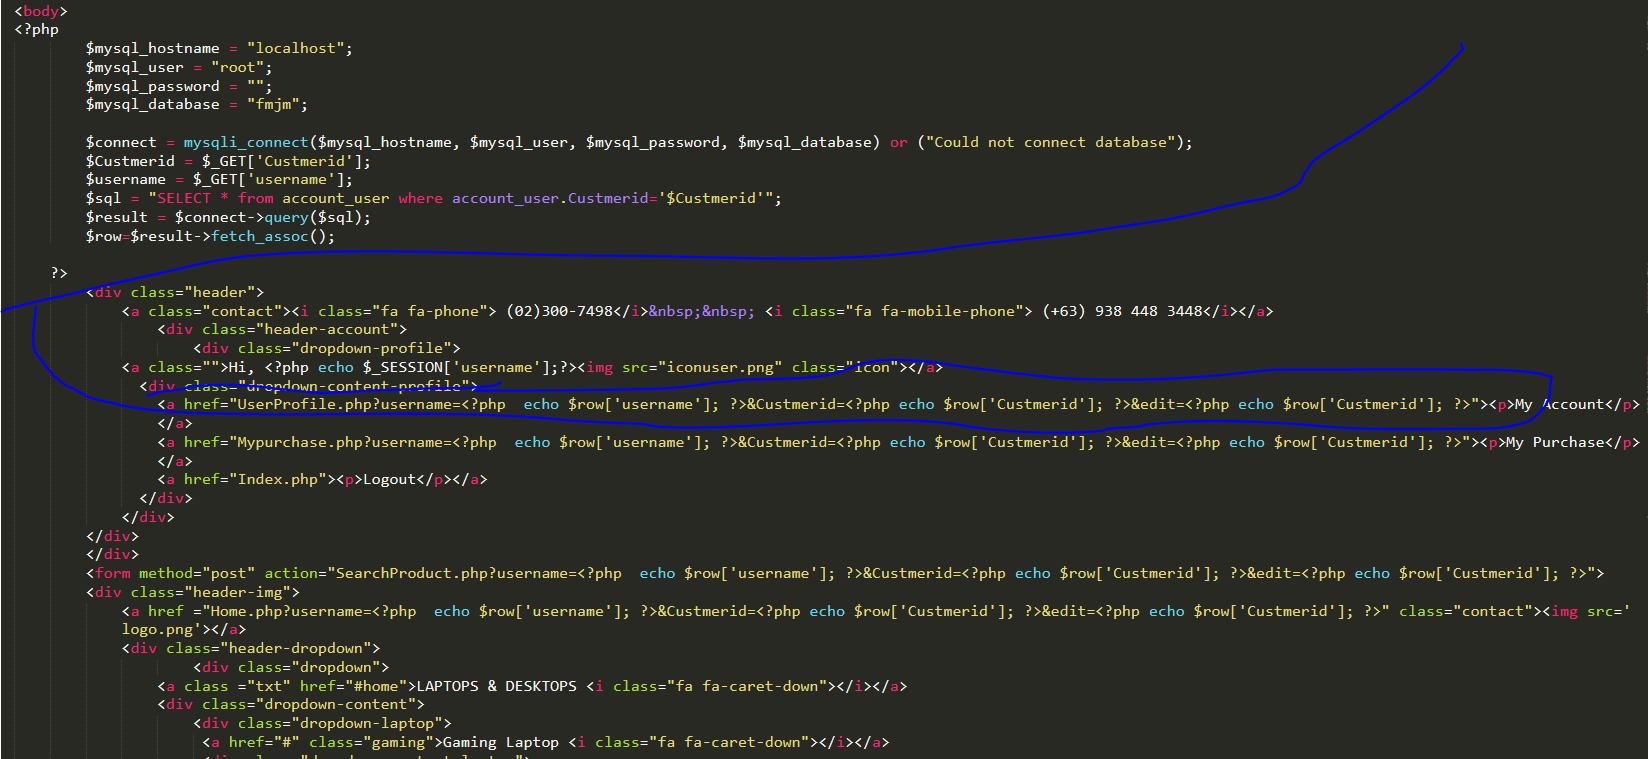 <body>
<?php
$mysql_hostname = "localhost";
$mysql_user = "root";
$mysql_password = "";
$mysql_database = "fmjm";
$connect = mysqli_connect($mysql_hostname, $mysql_user, $mysql_password, $mysql_database) or ("Could not connect database");
$Custmerid = $_GET['Custmerid'];
$username = $_GET['username'];
$sql = "SELECT * from account_user where account_user.Custmerid='$Custmerid'";
$result = $connect->query($sql);
$row=$result->fetch_assoc();
?>
<div class="header">
<a class="contact"><i class="fa fa-phone"> (02)300-7498</i>&nbsp;&nbsp; <i class="fa fa-mobile-phone"> (+63) 938 448 3448</i></a>
<div class="header-account">
<div class="dropdown-profile">
<a class="">Hi, <?php echo $_SESSION['username'];?><img src="iconuser.png" class="icon"></a>
<div class="dropdown-content-profile">
<a href="UserProfile.php?username=<?php  echo $row['username']; ?>&Custmerid=<?php echo $row['Custmerid']; ?>&edit=<?php echo $row['Custmerid']; ?>"><p>My Account</p>
</a>
<a href="Mypurchase.php?username=<?php  echo $row['username']; ?>&Custmerid=<?php echo $row['Custmerid']; ?>&edit=<?php echo $row['Custmerid']; ?>"><p>My Purchase</p>
</a>
<a href="Index.php"><p>Logout</p></a>
</div>
</div>
</div>
</div>
<form method="post" action="SearchProduct.php?username=<?php  echo $row['username']; ?>&Custmerid=<?php echo $row['Custmerid']; ?>&edit=<?php echo $row['Custmerid']; ?>">
<div class="header-img">
<a href ="Home.php?username=<?php  echo $row['username']; ?>&Custmerid=<?php echo $row['Custmerid']; ?>&edit=<?php echo $row['Custmerid']; ?>" class="contact"><img src='
logo.png'></a>
<div class="header-dropdown">
<div class="dropdown">
<a class ="txt" href="#home">LAPTOPS & DESKTOPS <i class="fa fa-caret-down"></i></a>
<div class="dropdown-content">
<div class="dropdown-laptop">
<a href="#" class="gaming">Gaming Laptop <i class="fa fa-caret-down"></i></a>